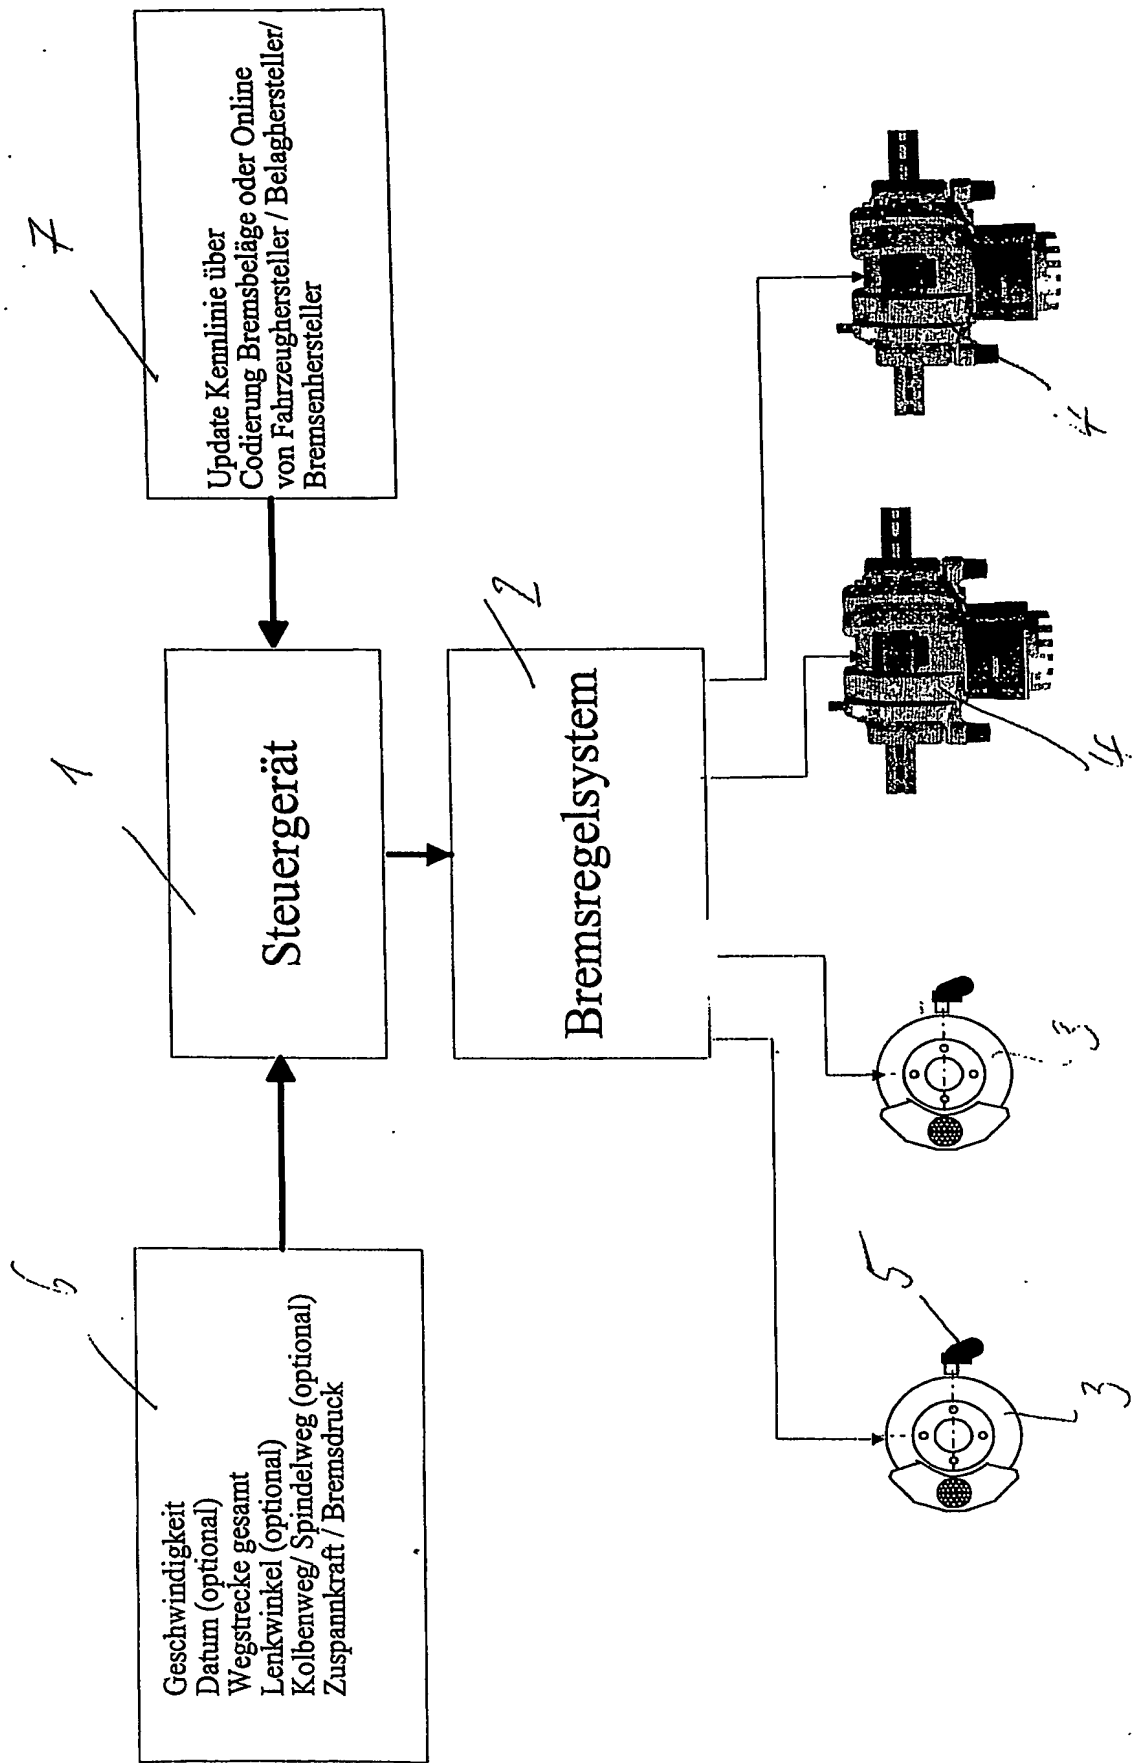 6
Geschwindigkeit
Datum (optional)
Wegstrecke gesamt
Lenkwinkel (optional)
Kolbenweg/ Spindelweg (optional)
Zuspannkraft / Bremsdruck
1
Steuergerät
7
Update Kennlinie über
Codierung Bremsbeläge oder Online
von Fahrzeughersteller / Belaghersteller/
Bremsenhersteller
2
Bremsregelsystem
5
3
3
4
4